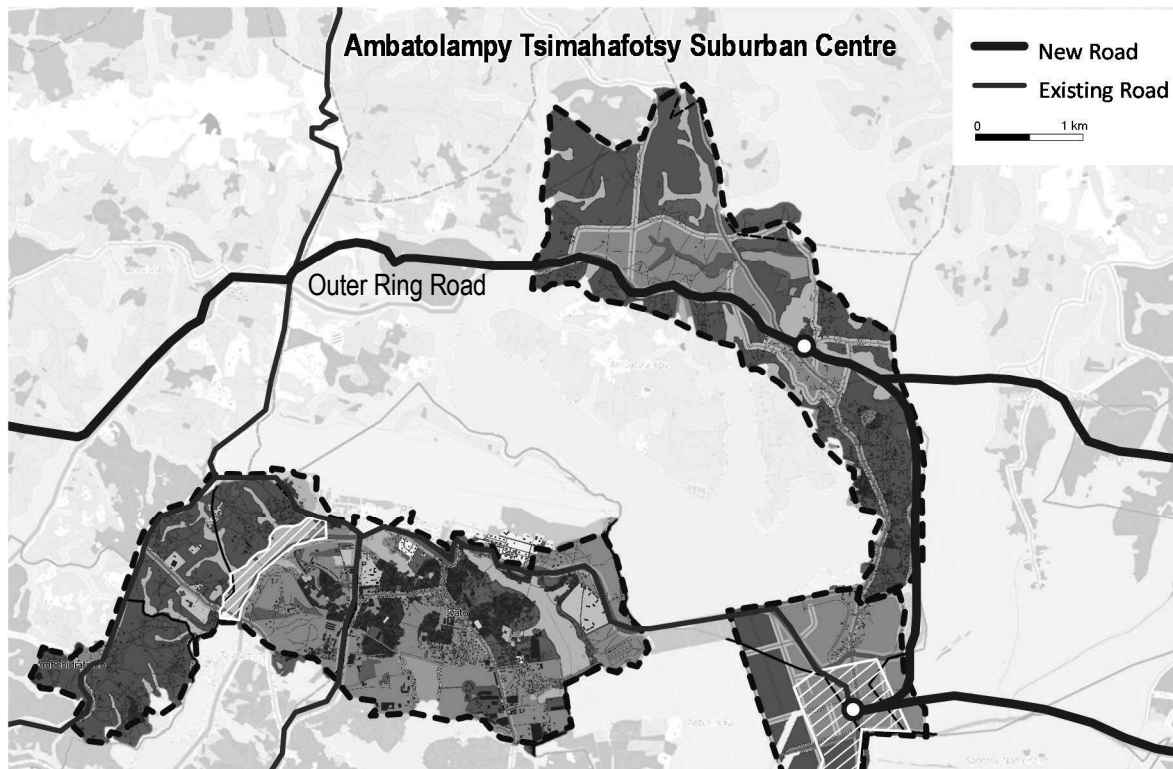 Ambatolampy Tsimahafotsy Suburban Centre
New Road
Existing Road
0 1 km
Outer Ring Road